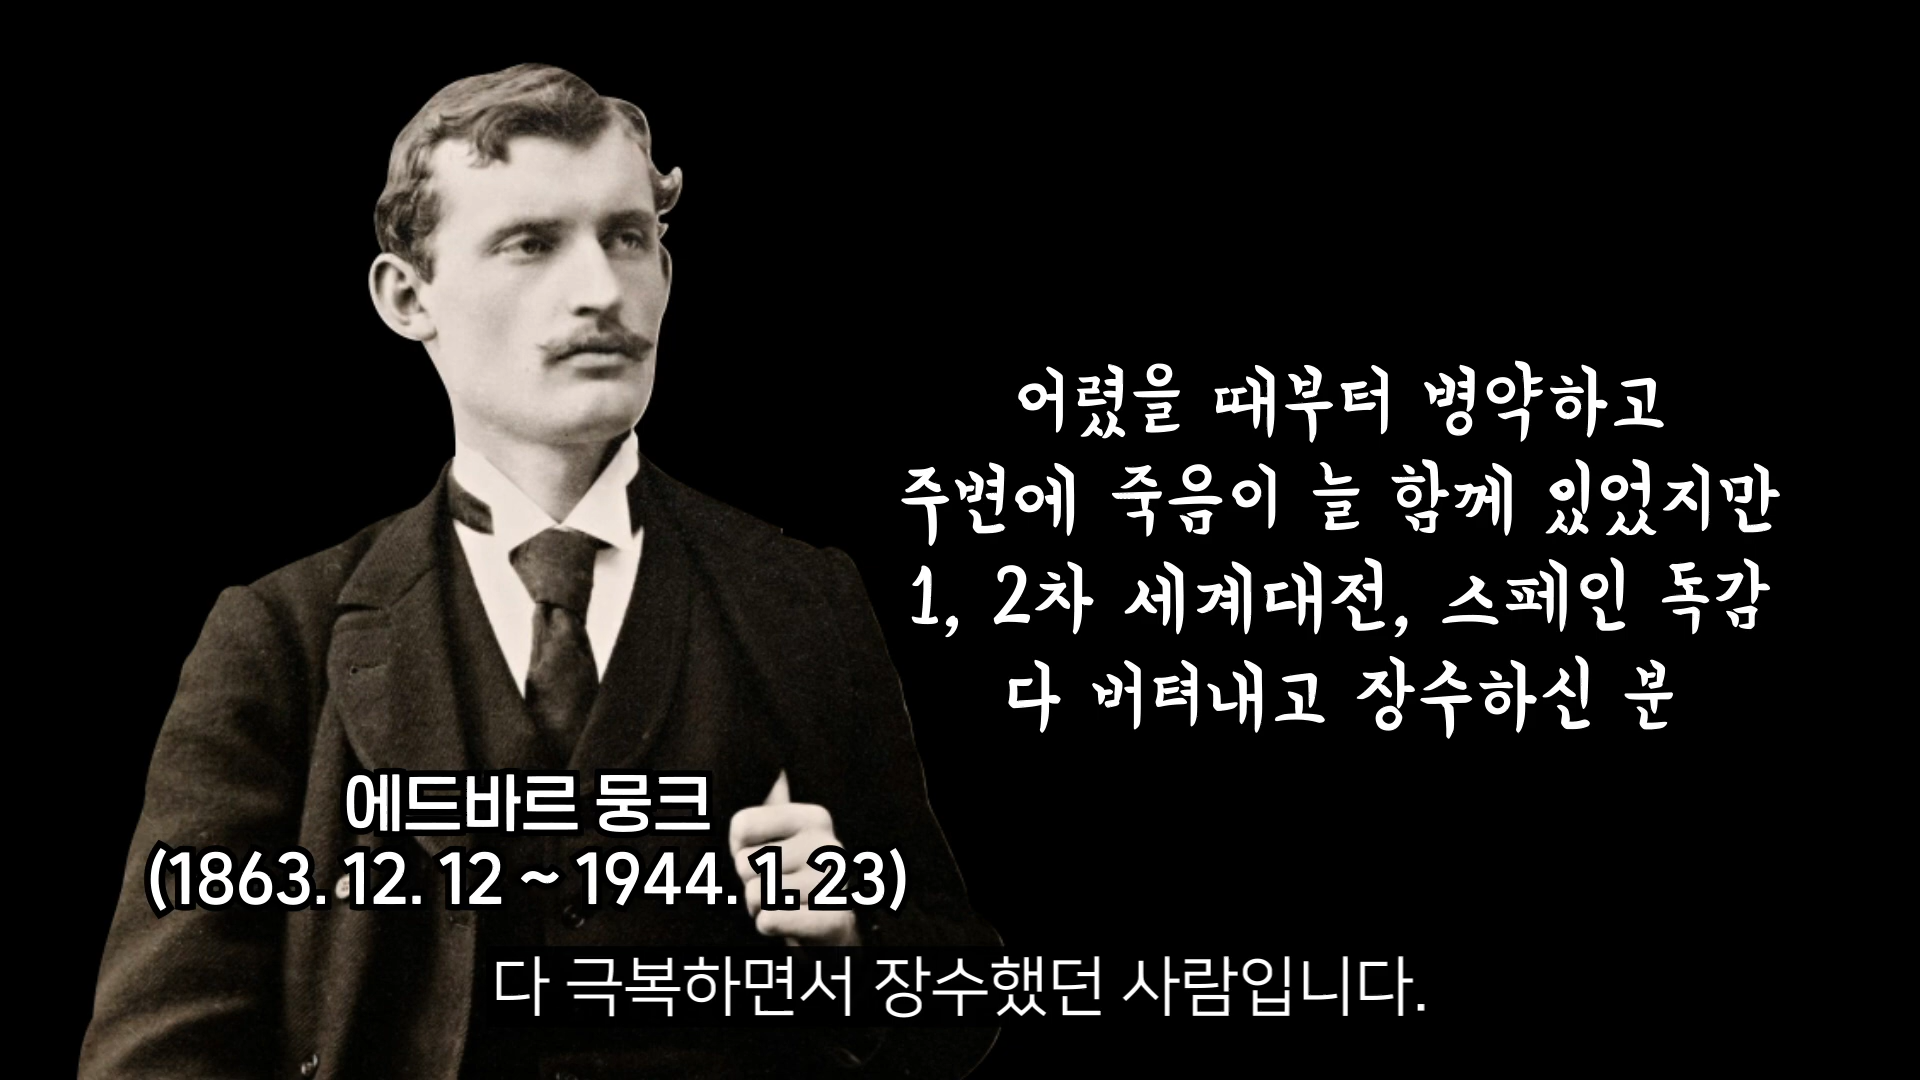 어렸을 때부터 병약하고
주변에 죽음이 늘 함께 있었지만
1, 2차 세계대전, 스페인 독감
다 버텨내고 장수하신 분
에드바르 뭉크
(1863. 12. 12 ~ 1944. 1. 23)
다 극복하면서 장수했던 사람입니다.